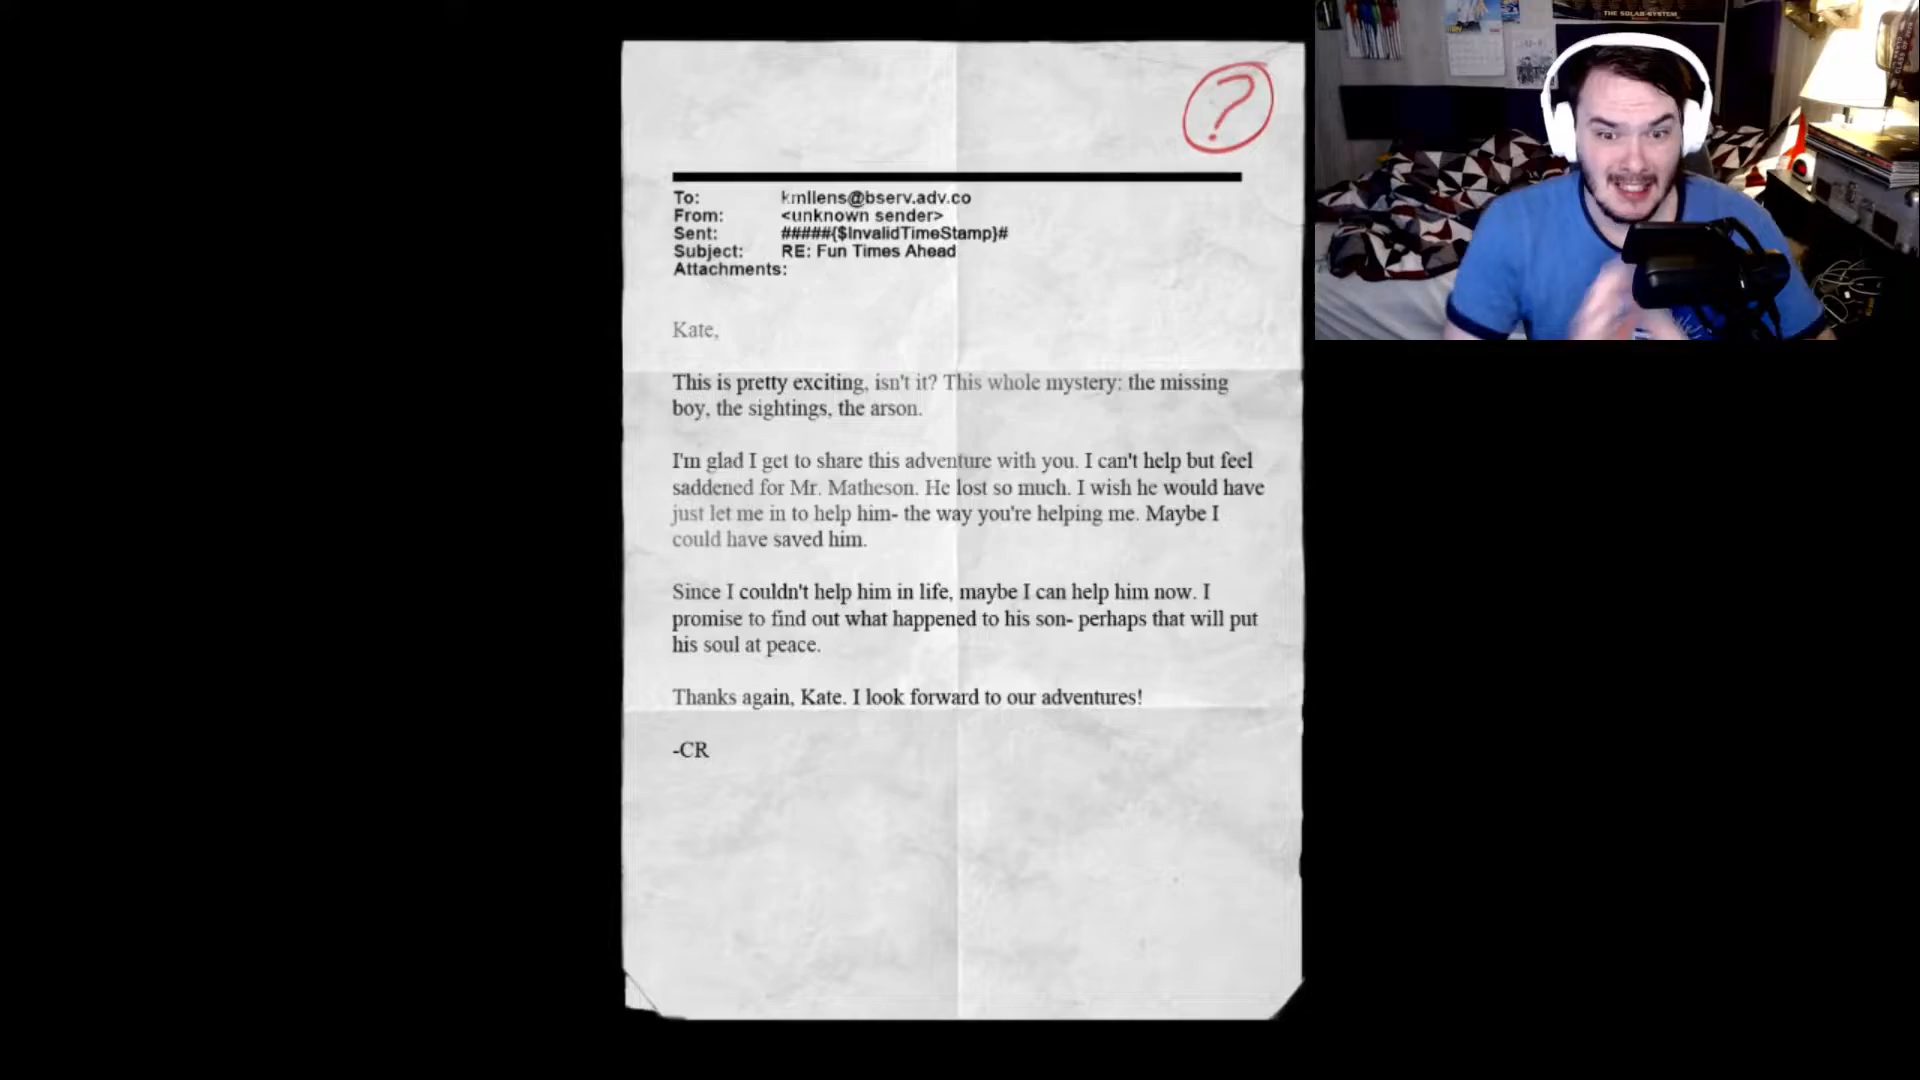 THE SOLAR SYSTEM
?
To: kmllens@bserv.adv.co
From: <unknown sender>
Sent: #####{$InvalidTimeStamp}#
Subject: RE: Fun Times Ahead
Attachments:
Kate,
This is pretty exciting, isn't it? This whole mystery: the missing
boy, the sightings, the arson.
I'm glad I get to share this adventure with you. I can't help but feel
saddened for Mr. Matheson. He lost so much. I wish he would have
just let me in to help him- the way you're helping me. Maybe I
could have saved him.
Since I couldn't help him in life, maybe I can help him now. I
promise to find out what happened to his son- perhaps that will put
his soul at peace.
Thanks again, Kate. I look forward to our adventures!
-CR